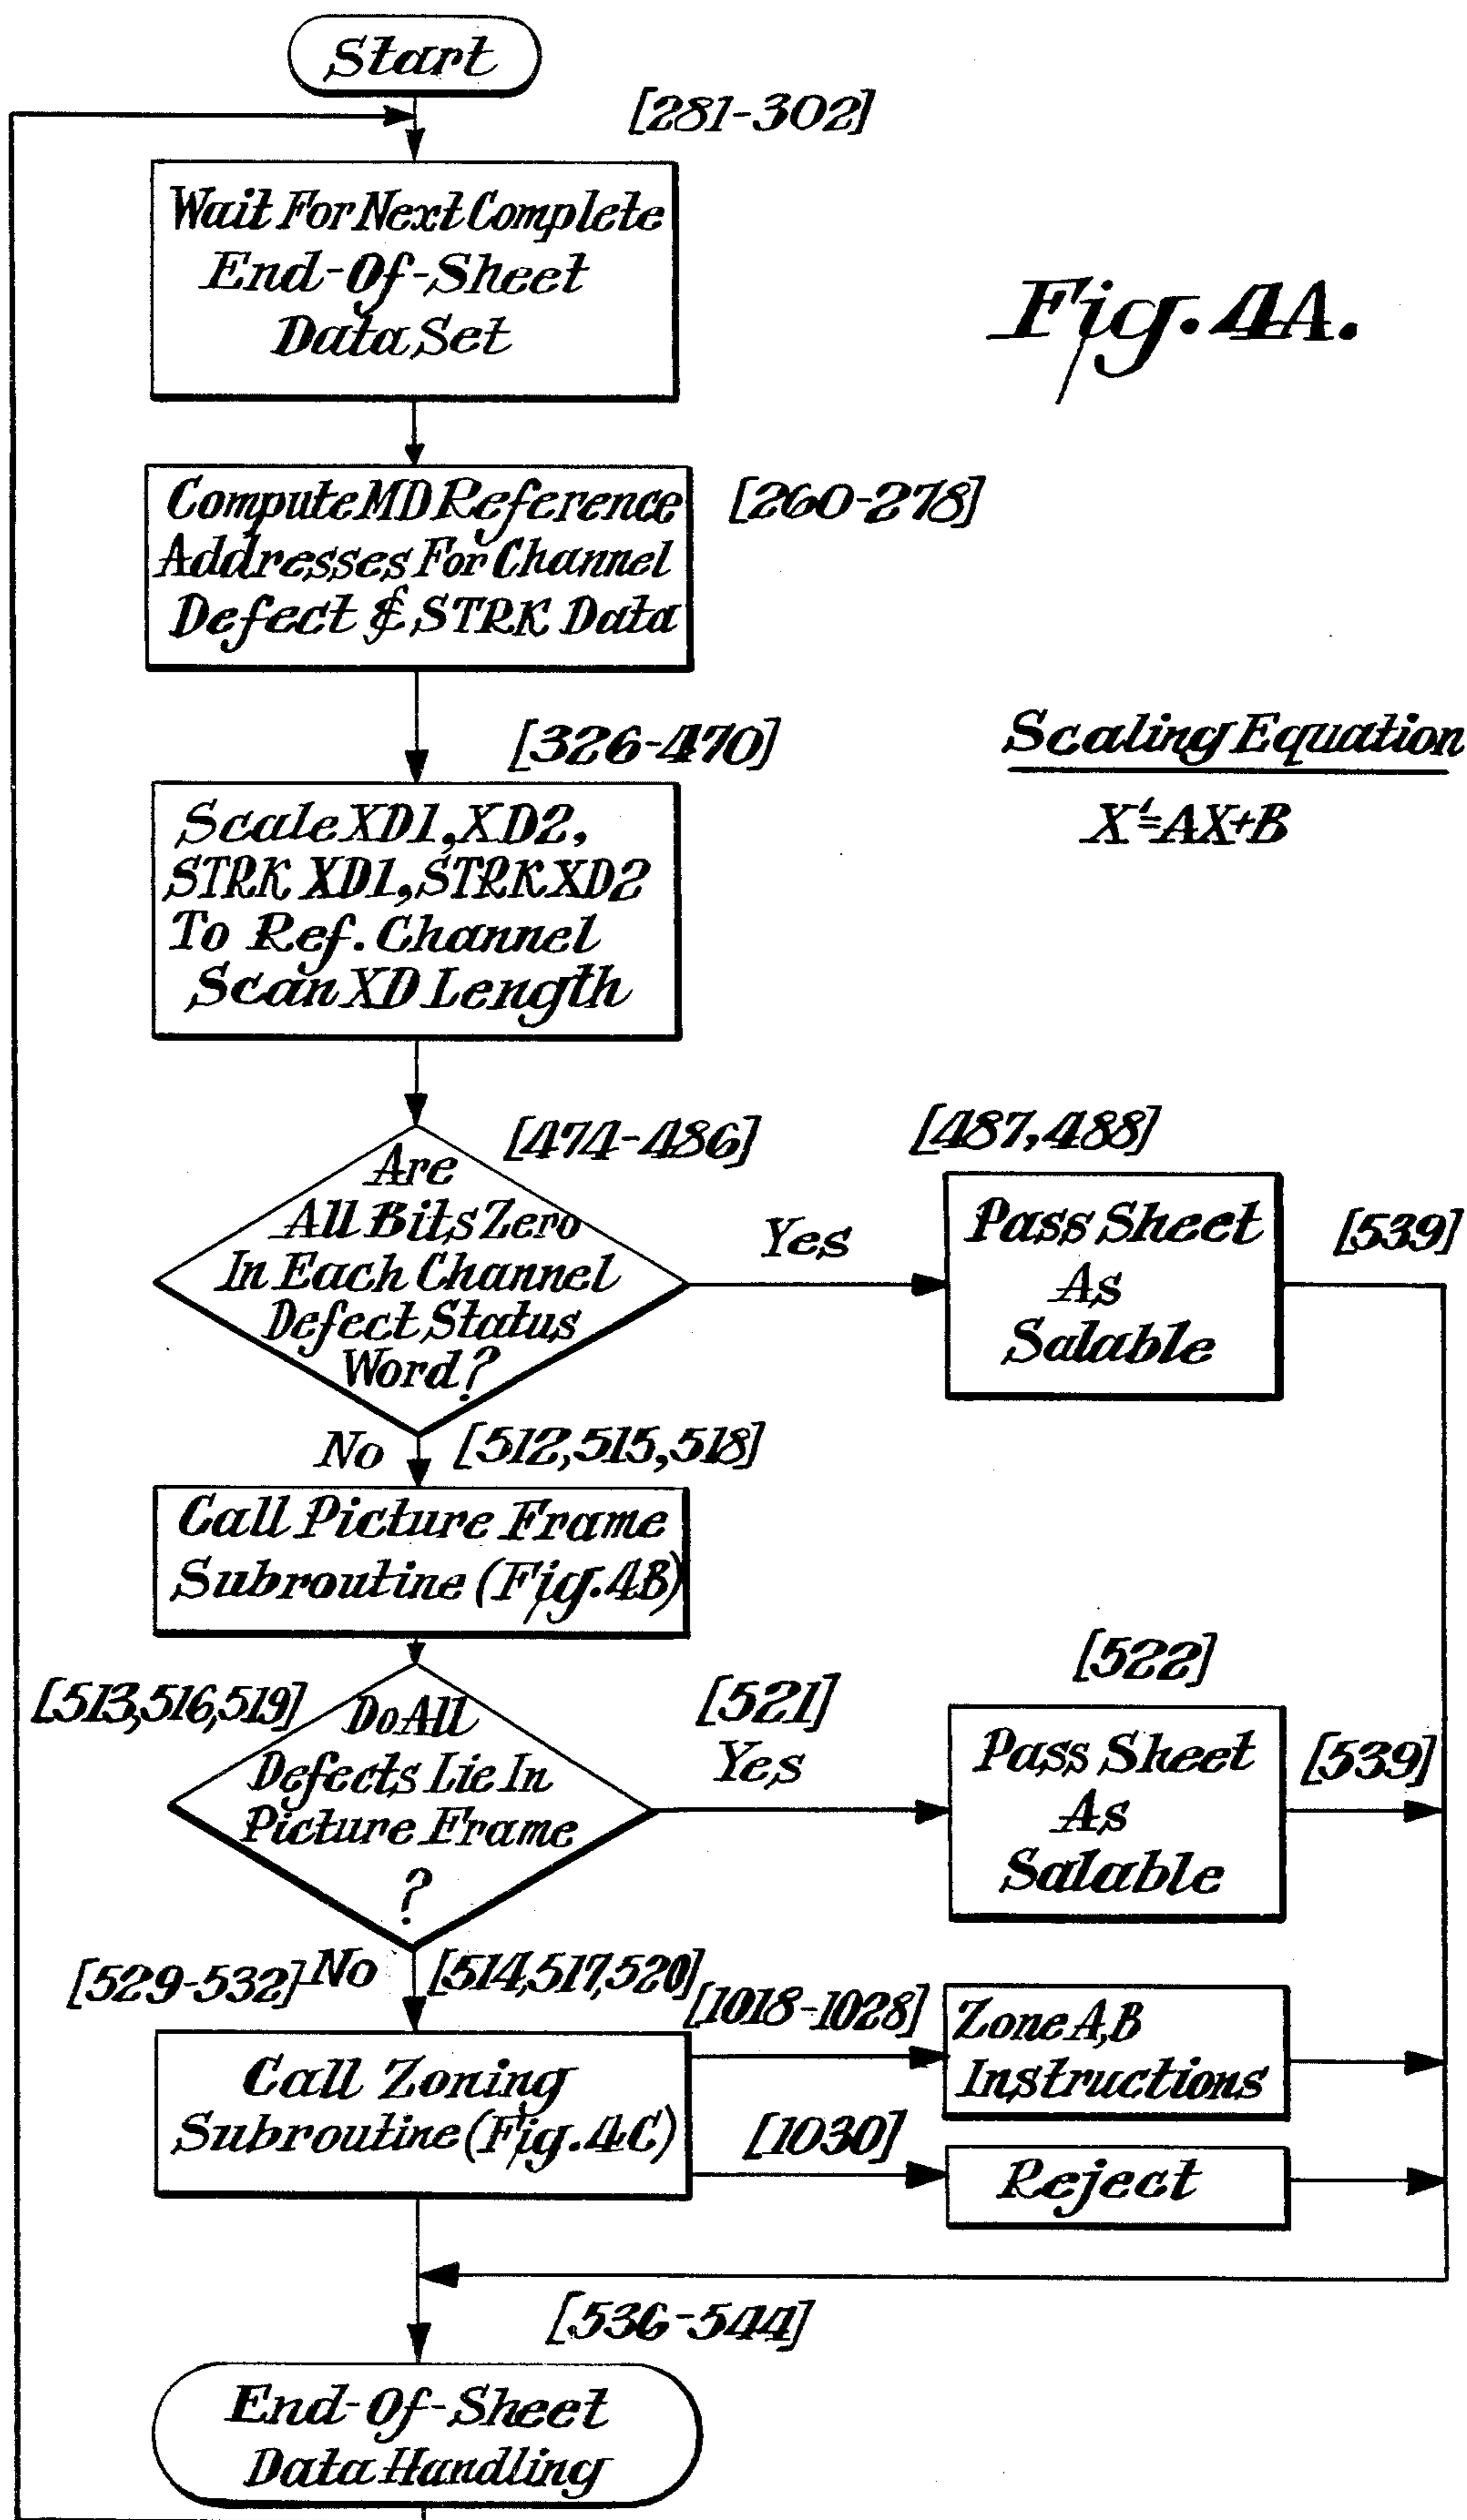 Start
[281-302]
Wait For Next Complete
End-Of-Sheet
Data Set
Fig. 4A.
Compute MD Reference
Addresses For Channel
Defect & STRK Data
[260-278]
[326-470]
Scaling Equation
X'=AX+B
Scale XD1, XD2,
STRK XD1, STRK XD2
To Ref. Channel
Scan XD Length
[474-486]
Are
All Bits Zero
In Each Channel
Defect Status
Word?
Yes
[487,488]
Pass Sheet
As
Salable
[539]
No
[512,515,518]
Call Picture Frame
Subroutine (Fig. 4B)
[513,516,519]
Do All
Defects Lie In
Picture Frame
?
[521]
Yes
[522]
Pass Sheet
As
Salable
[539]
[529-532]
No
[514,517,520]
Call Zoning
Subroutine (Fig. 4C)
[1018-1028]
Zone A,B
Instructions
[1030]
Reject
[536-544]
End-Of-Sheet
Data Handling